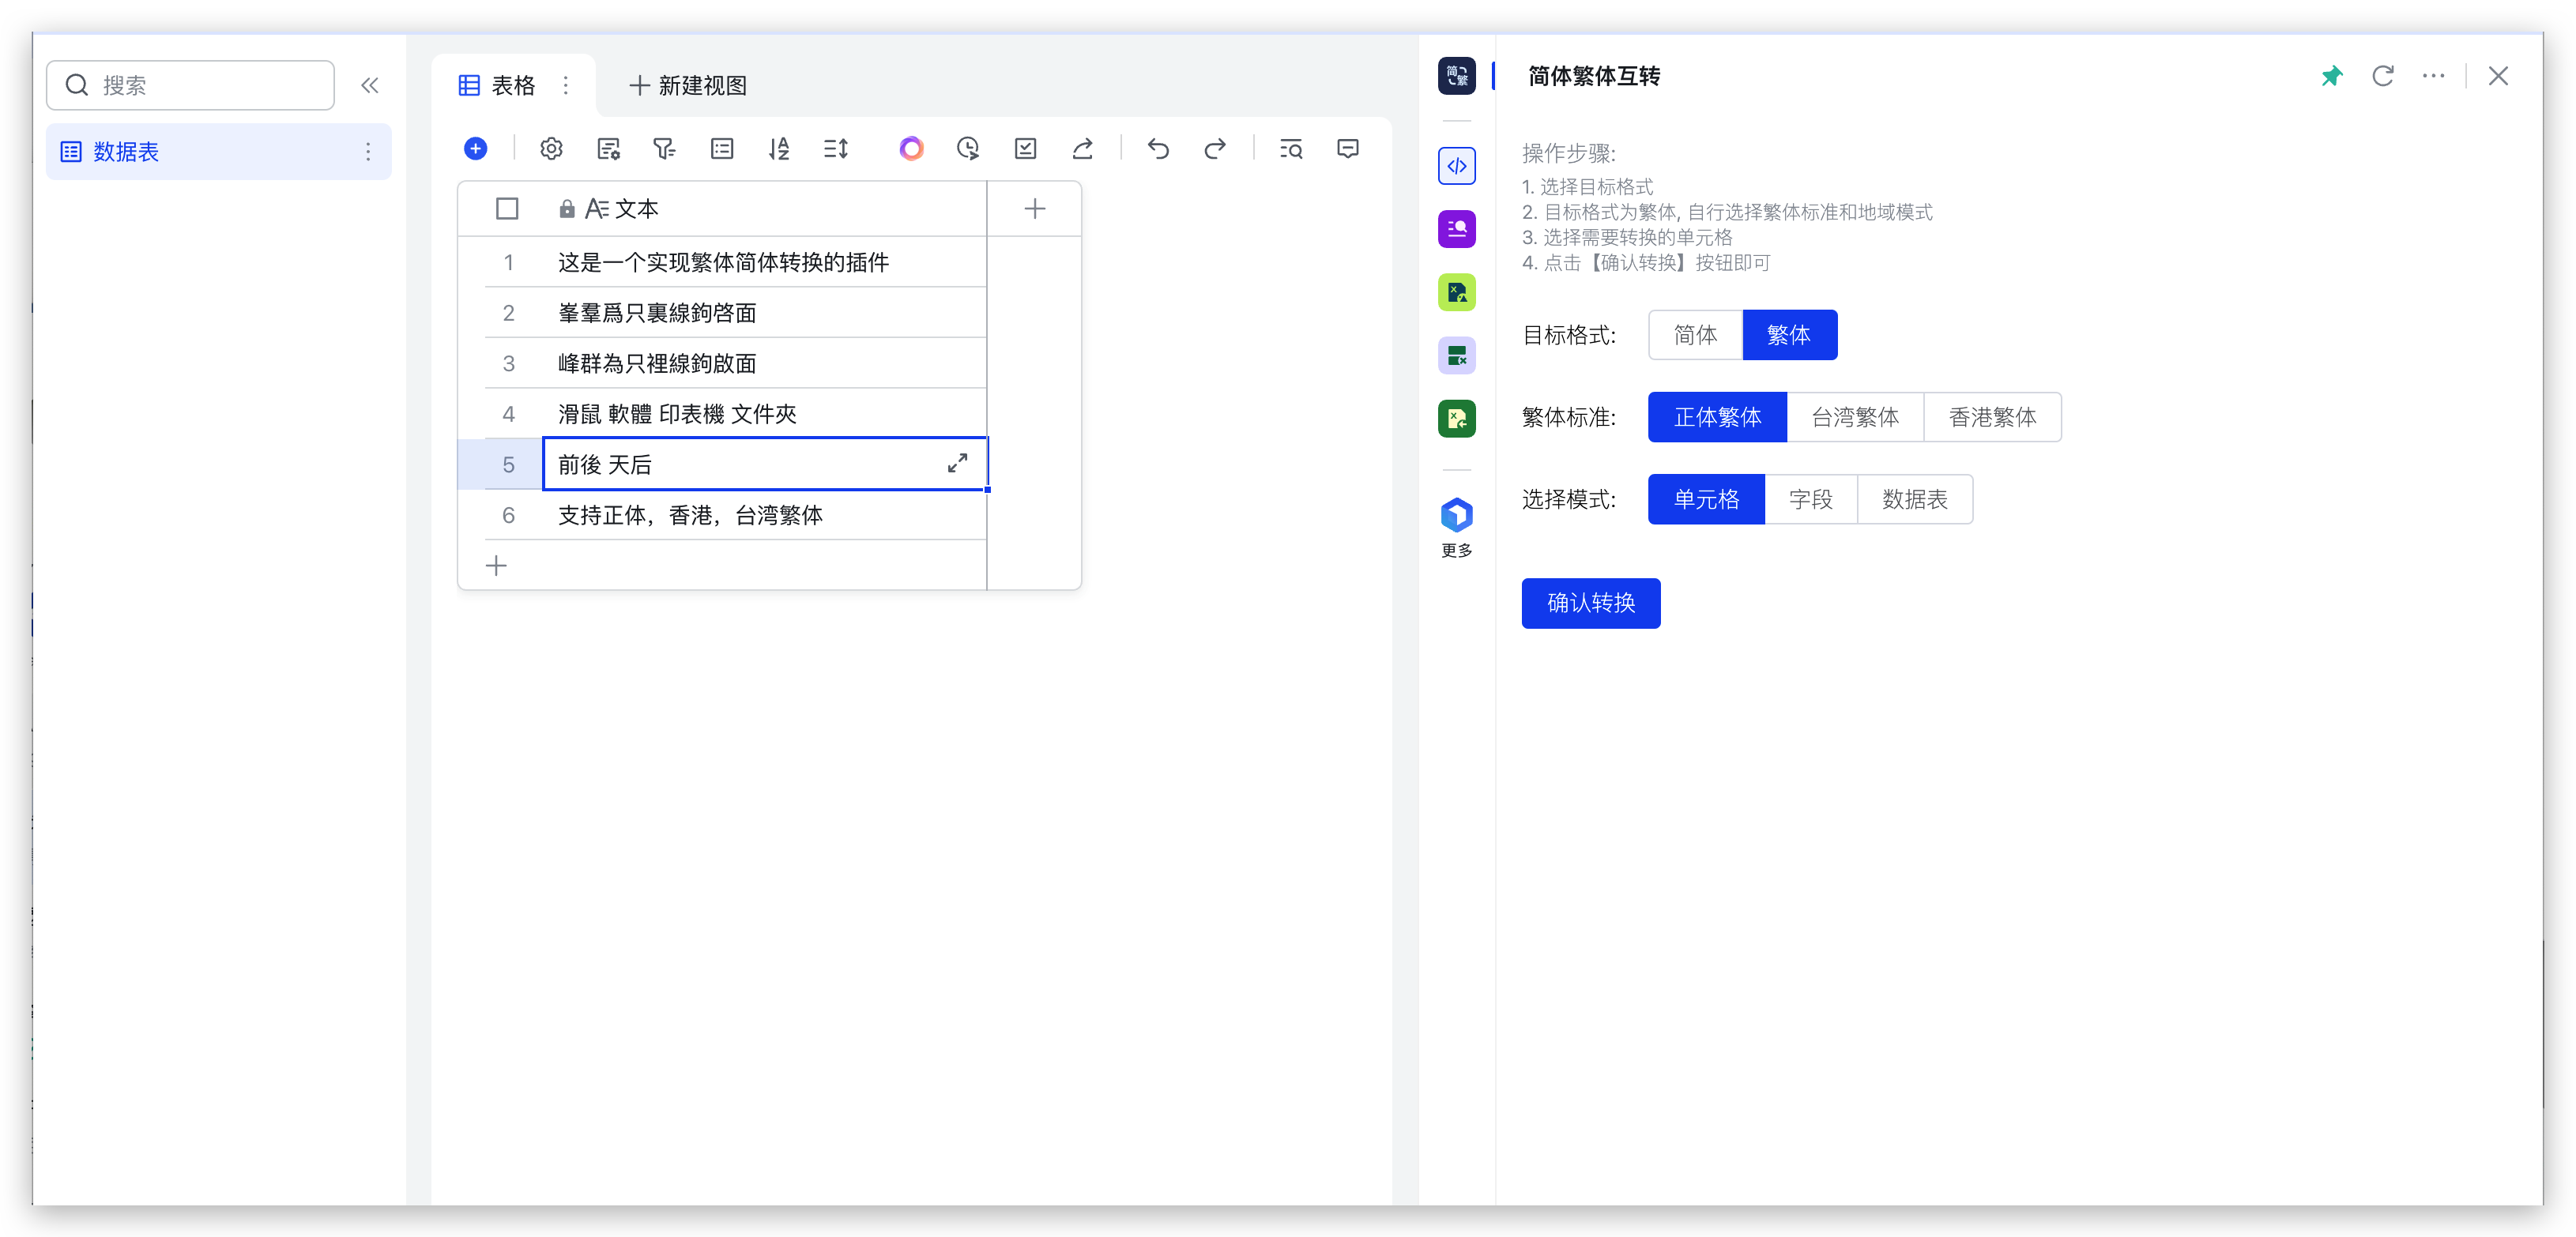 搜索
数据表
表格
新建视图
文本
1 这是一个实现繁体简体转换的插件
2 峯羣爲只裏線鉤啓面
3 峰群為只裡線鉤啟面
4 滑鼠 軟體 印表機 文件夾
5 前後 天后
6 支持正体，香港，台湾繁体
简 繁
更多
简体繁体互转
操作步骤:
1. 选择目标格式
2. 目标格式为繁体, 自行选择繁体标准和地域模式
3. 选择需要转换的单元格
4. 点击【确认转换】按钮即可
目标格式: 简体 繁体
繁体标准: 正体繁体 台湾繁体 香港繁体
选择模式: 单元格 字段 数据表
确认转换